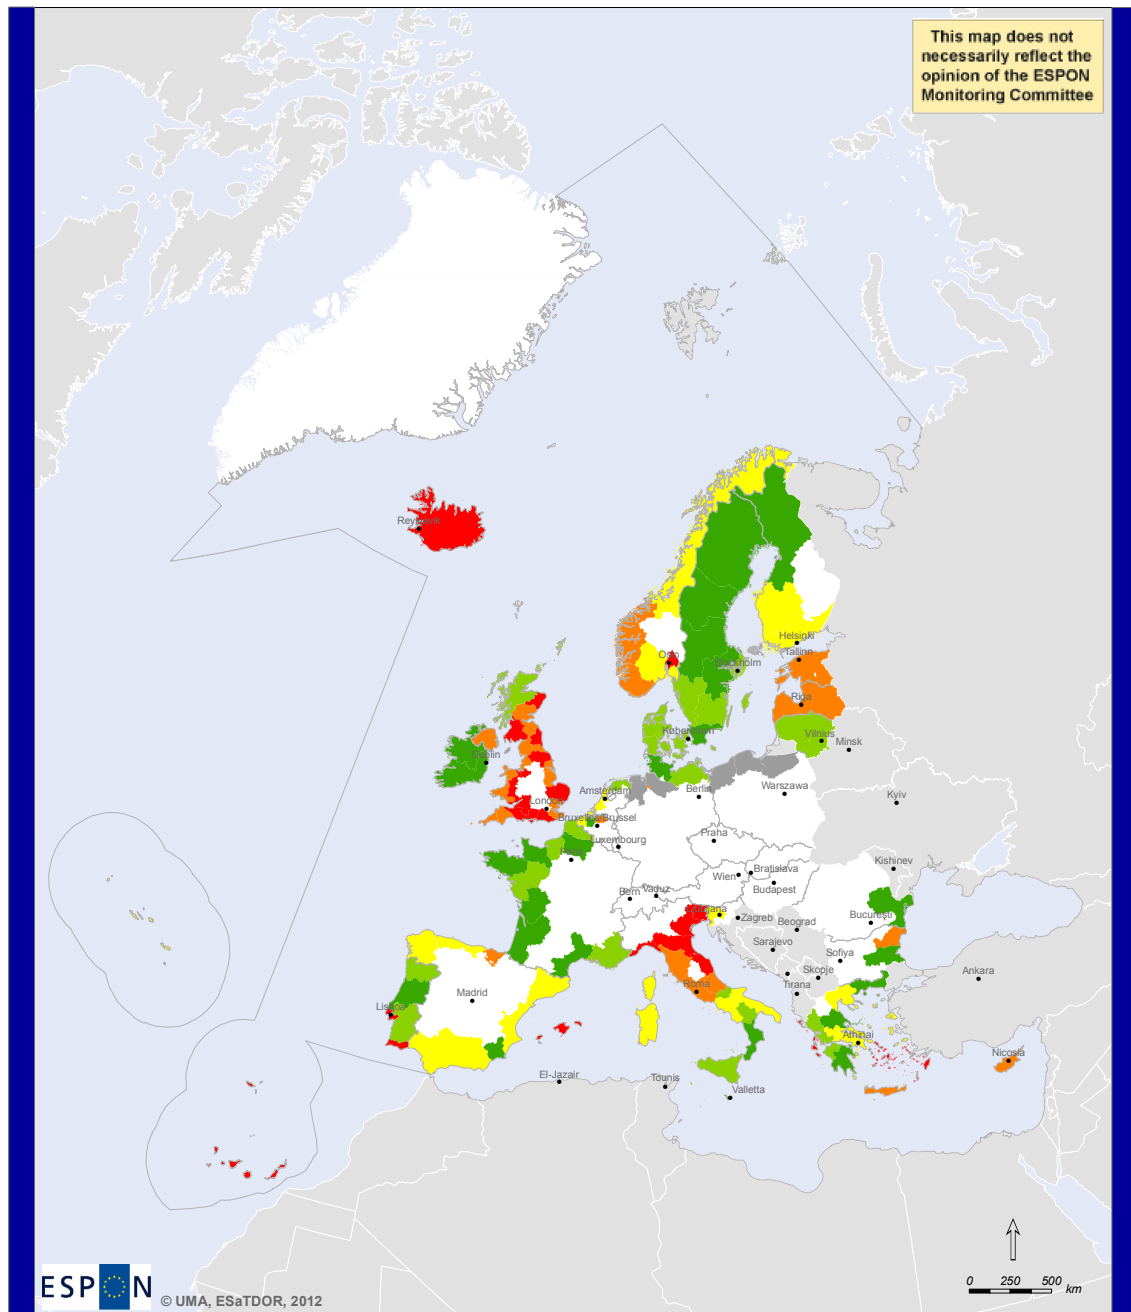 This map does not
necessarily reflect the
opinion of the ESPON
Monitoring Committee
Reykjavik
Helsinki
Oslo
Tallinn
Stockholm
Riga
København
Vilnius
Minsk
Dublin
Amsterdam
Berlin
Warszawa
London
Kyiv
Bruxelles/Brussel
Luxembourg
Praha
Paris
Kishinev
Wien
Bratislava
Bern
Vaduz
Budapest
Ljubljana
Zagreb
Beograd
București
Sarajevo
Sofiya
Skopje
Ankara
Madrid
Roma
Tirana
Lisboa
Athinai
Nicosia
El-Jazair
Tounis
Valletta
0 250 500
km
ESPON
© UMA, ESaTDOR, 2012